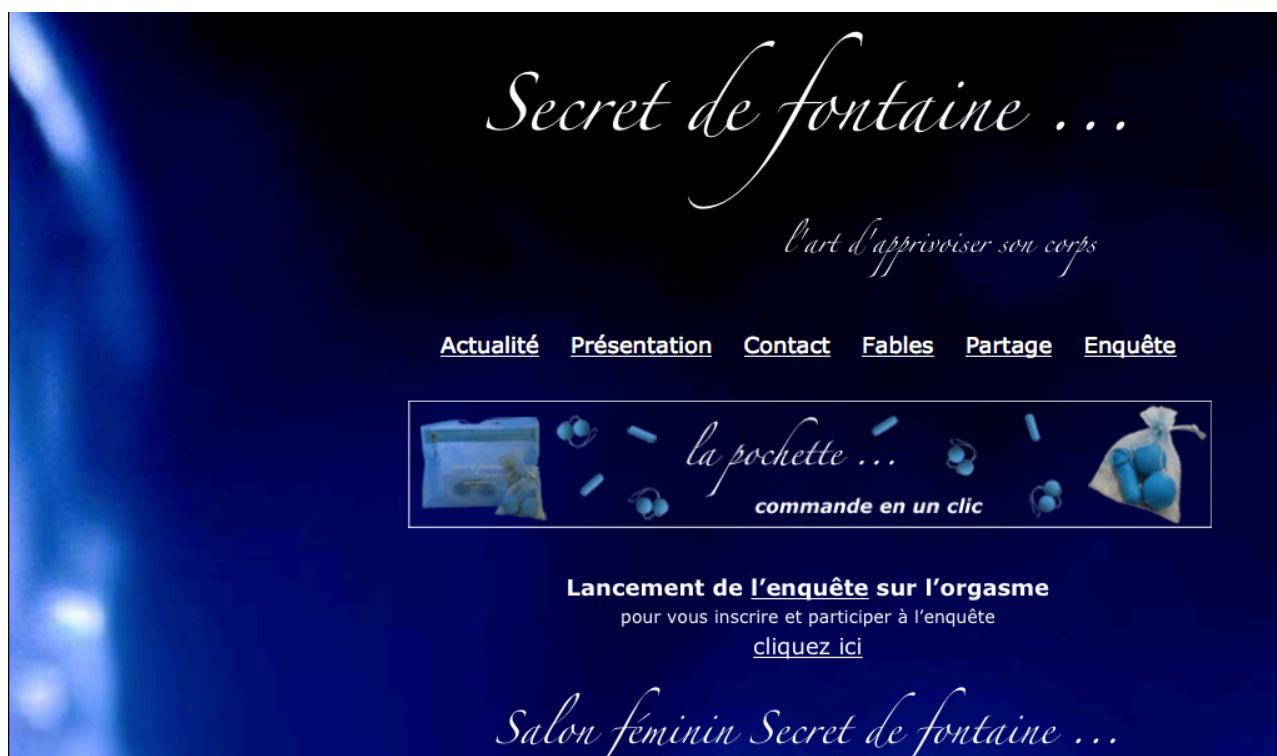 Secret de fontaine ...
l'art d'apprivoiser son corps
Actualité Présentation Contact Fables Partage Enquête
la pochette ...
commande en un clic
Lancement de l’enquête sur l’orgasme
pour vous inscrire et participer à l’enquête
cliquez ici
Salon féminin Secret de fontaine ...